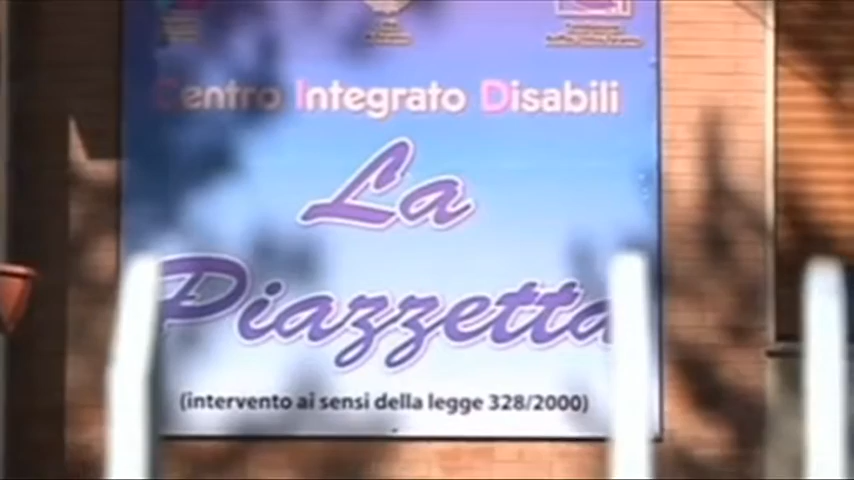 Centro Integrato Disabili
La
Piazzetta
(intervento ai sensi della legge 328/2000)